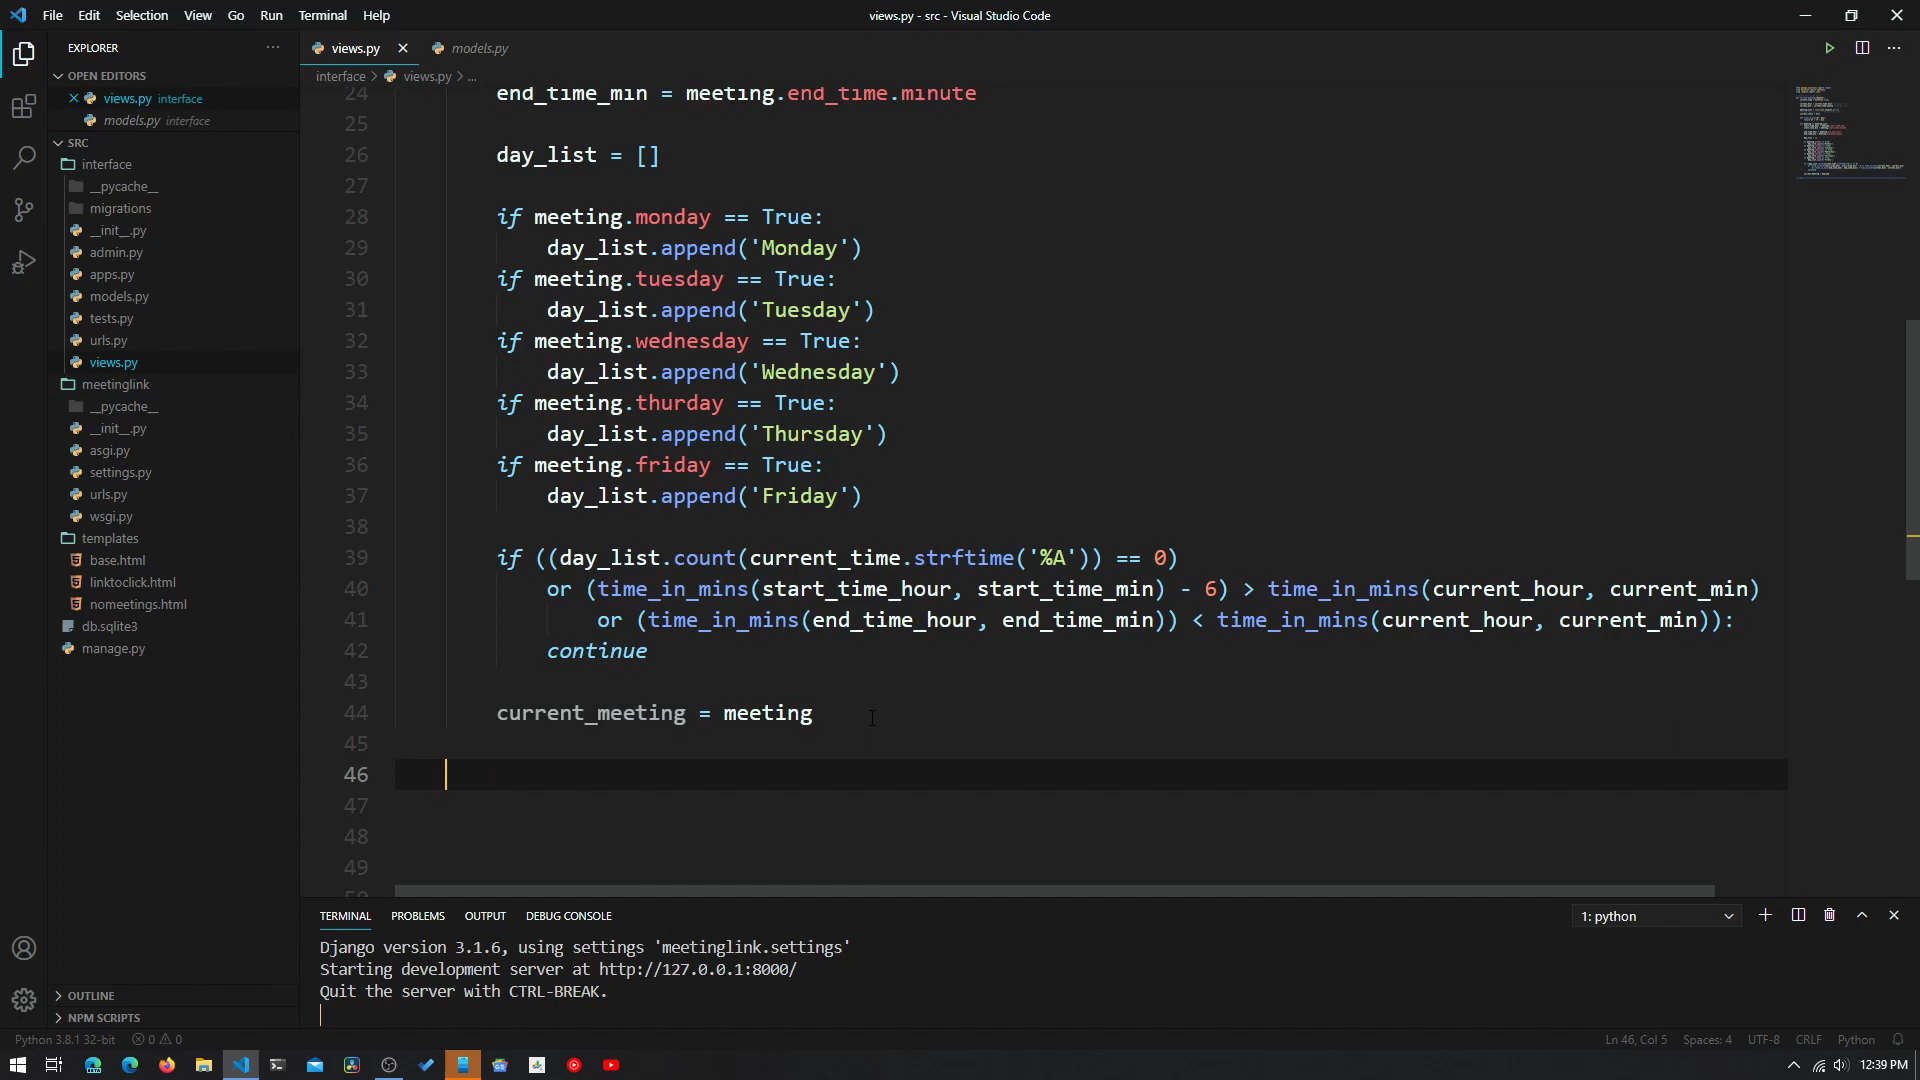 File Edit Selection View Go Run Terminal Help
views.py - src - Visual Studio Code
EXPLORER
OPEN EDITORS
views.py interface
models.py interface
SRC
interface
__pycache__
migrations
__init__.py
admin.py
apps.py
models.py
tests.py
urls.py
views.py
meetinglink
__pycache__
__init__.py
asgi.py
settings.py
urls.py
wsgi.py
templates
base.html
linktoclick.html
nomeetings.html
db.sqlite3
manage.py
OUTLINE
NPM SCRIPTS
views.py
models.py
interface > views.py > ...
24 end_time_min = meeting.end_time.minute
25
26 day_list = []
27
28 if meeting.monday == True:
29 day_list.append('Monday')
30 if meeting.tuesday == True:
31 day_list.append('Tuesday')
32 if meeting.wednesday == True:
33 day_list.append('Wednesday')
34 if meeting.thurday == True:
35 day_list.append('Thursday')
36 if meeting.friday == True:
37 day_list.append('Friday')
38
39 if ((day_list.count(current_time.strftime('%A')) == 0)
40 or (time_in_mins(start_time_hour, start_time_min) - 6) > time_in_mins(current_hour, current_min)
41 or (time_in_mins(end_time_hour, end_time_min)) < time_in_mins(current_hour, current_min)):
42 continue
43
44 current_meeting = meeting
45
46
47
48
49
TERMINAL PROBLEMS OUTPUT DEBUG CONSOLE
1: python
Django version 3.1.6, using settings 'meetinglink.settings'
Starting development server at http://127.0.0.1:8000/
Quit the server with CTRL-BREAK.
Python 3.8.1 32-bit 0 0
Ln 46, Col 5 Spaces: 4 UTF-8 CRLF Python
12:39 PM